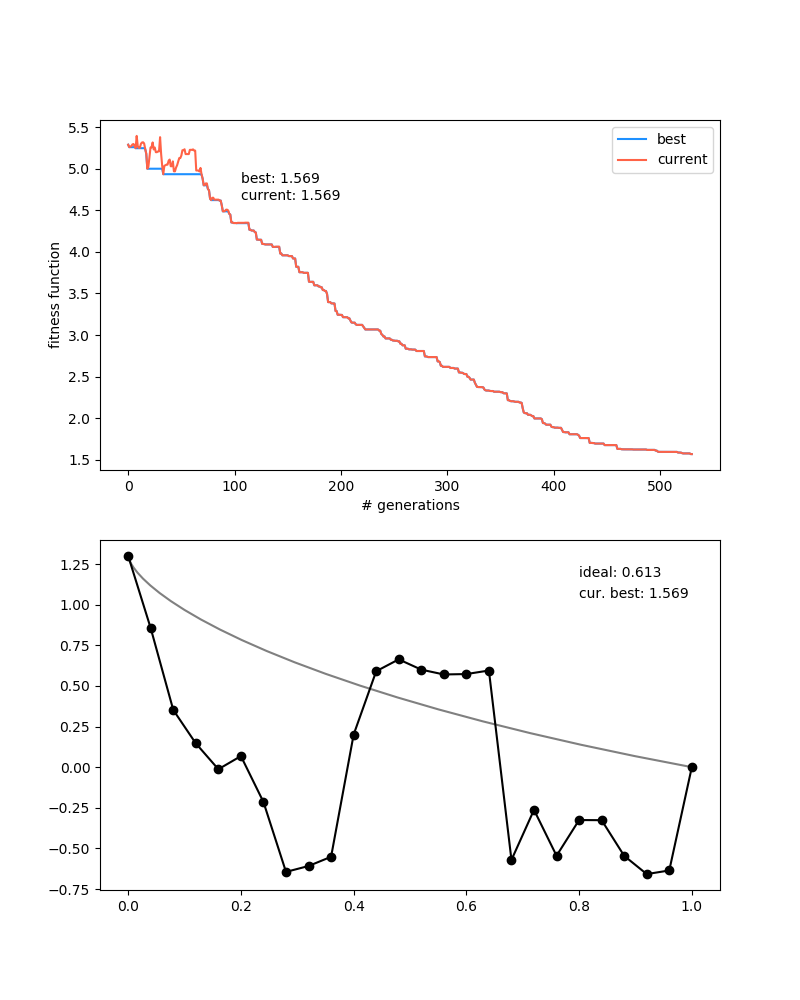 5.5
5.0
4.5
4.0
3.5
3.0
2.5
2.0
1.5
fitness function
best
current
best: 1.569
current: 1.569
0 100 200 300 400 500
# generations
1.25
1.00
0.75
0.50
0.25
0.00
−0.25
−0.50
−0.75
ideal: 0.613
cur. best: 1.569
0.0 0.2 0.4 0.6 0.8 1.0